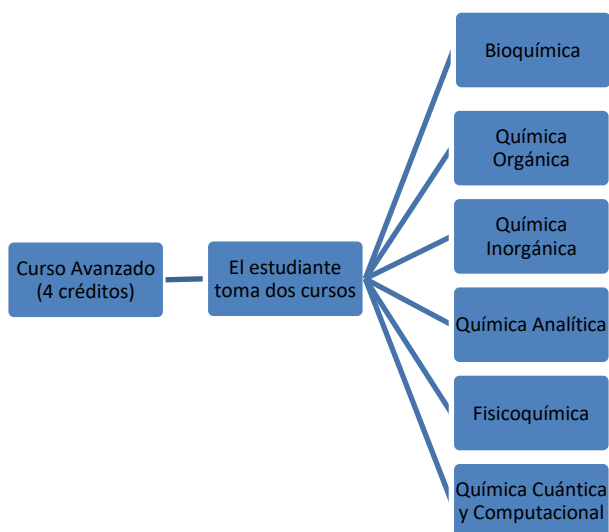 Bioquímica
Química
Orgánica
Química
Inorgánica
Curso Avanzado
(4 créditos)
El estudiante
toma dos cursos
Química Analítica
Fisicoquímica
Química Cuántica
y Computacional